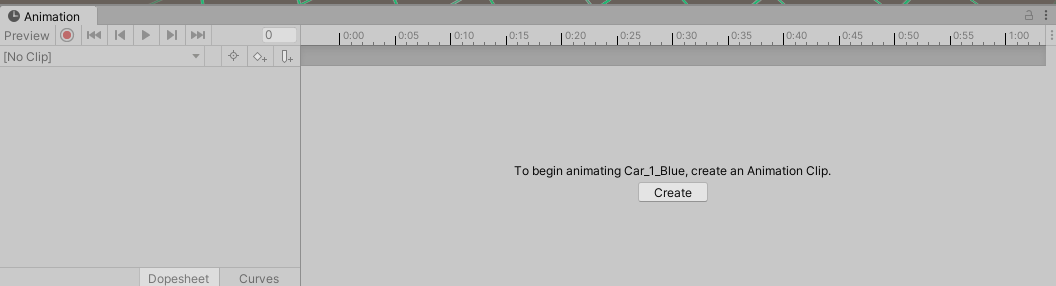 Animation
Preview 0 0:00 0:05 0:10 0:15 0:20 0:25 0:30 0:35 0:40 0:45 0:50 0:55 1:00
[No Clip]
To begin animating Car_1_Blue, create an Animation Clip.
Create
Dopesheet Curves